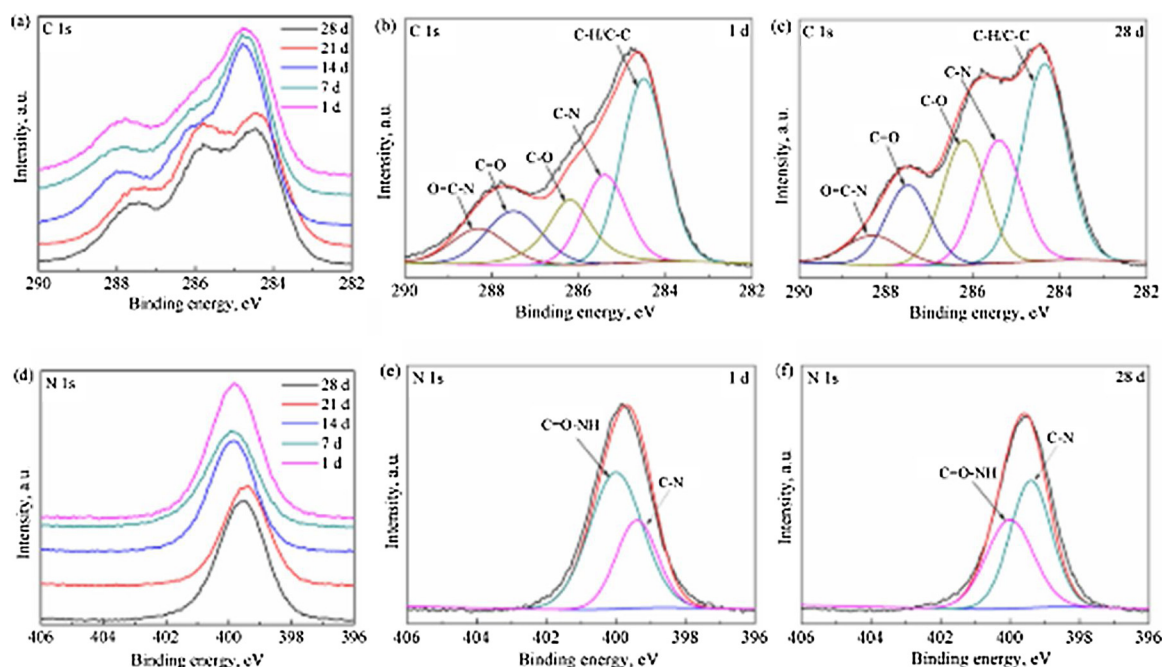 (a)
C 1s
28 d
21 d
14 d
7 d
1 d
Intensity, a.u.
290 288 286 284 282
Binding energy, eV
(b)
C 1s
1 d
C-H/C-C
C-N
C-O
C=O
O=C-N
Intensity, a.u.
290 288 286 284 282
Binding energy, eV
(c)
C 1s
28 d
C-H/C-C
C-N
C-O
C=O
O=C-N
Intensity, a.u.
290 288 286 284 282
Binding energy, eV
(d)
N 1s
28 d
21 d
14 d
7 d
1 d
Intensity, a.u
406 404 402 400 398 396
Binding energy, eV
(e)
N 1s
1 d
C=O-NH
C-N
Intensity, a.u
406 404 402 400 398 396
Binding energy, eV
(f)
N 1s
28 d
C-N
C=O-NH
Intensity, a.u.
406 404 402 400 398 396
Binding energy, eV